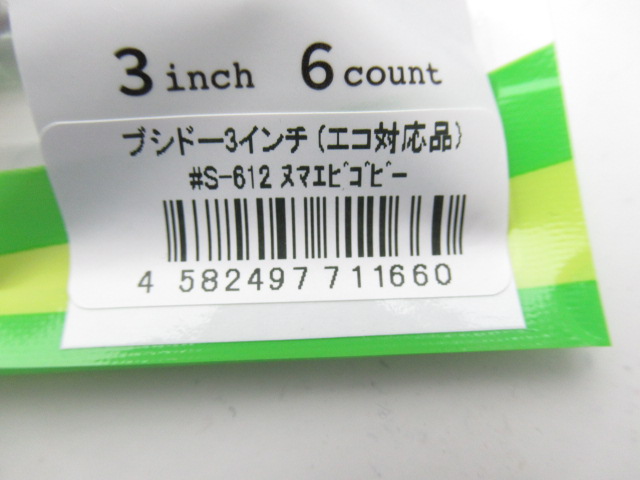 3 inch 6 count
ブシドー3インチ(エコ対応品)
#S-612 ヌマエビゴビー
4 582497 711660